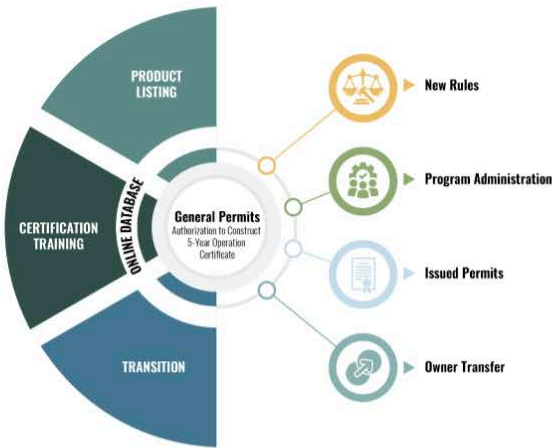 PRODUCT
LISTING
CERTIFICATION
TRAINING
TRANSITION
ONLINE DATABASE
General Permits
Authorization to Construct
5-Year Operation
Certificate
New Rules
Program Administration
Issued Permits
Owner Transfer